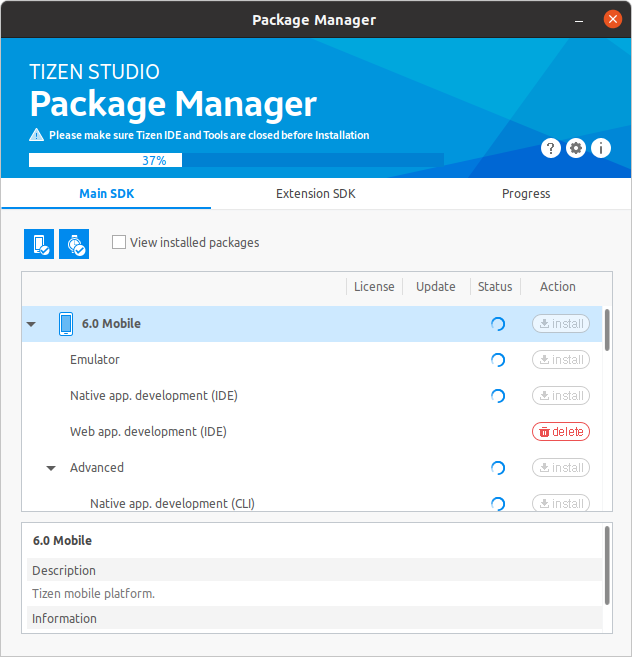 Package Manager
TIZEN STUDIO
Package Manager
Please make sure Tizen IDE and Tools are closed before Installation
37%
? i
Main SDK Extension SDK Progress
View installed packages
License Update Status Action
6.0 Mobile install
Emulator install
Native app. development (IDE) install
Web app. development (IDE) delete
Advanced install
Native app. development (CLI) install
6.0 Mobile
Description
Tizen mobile platform.
Information